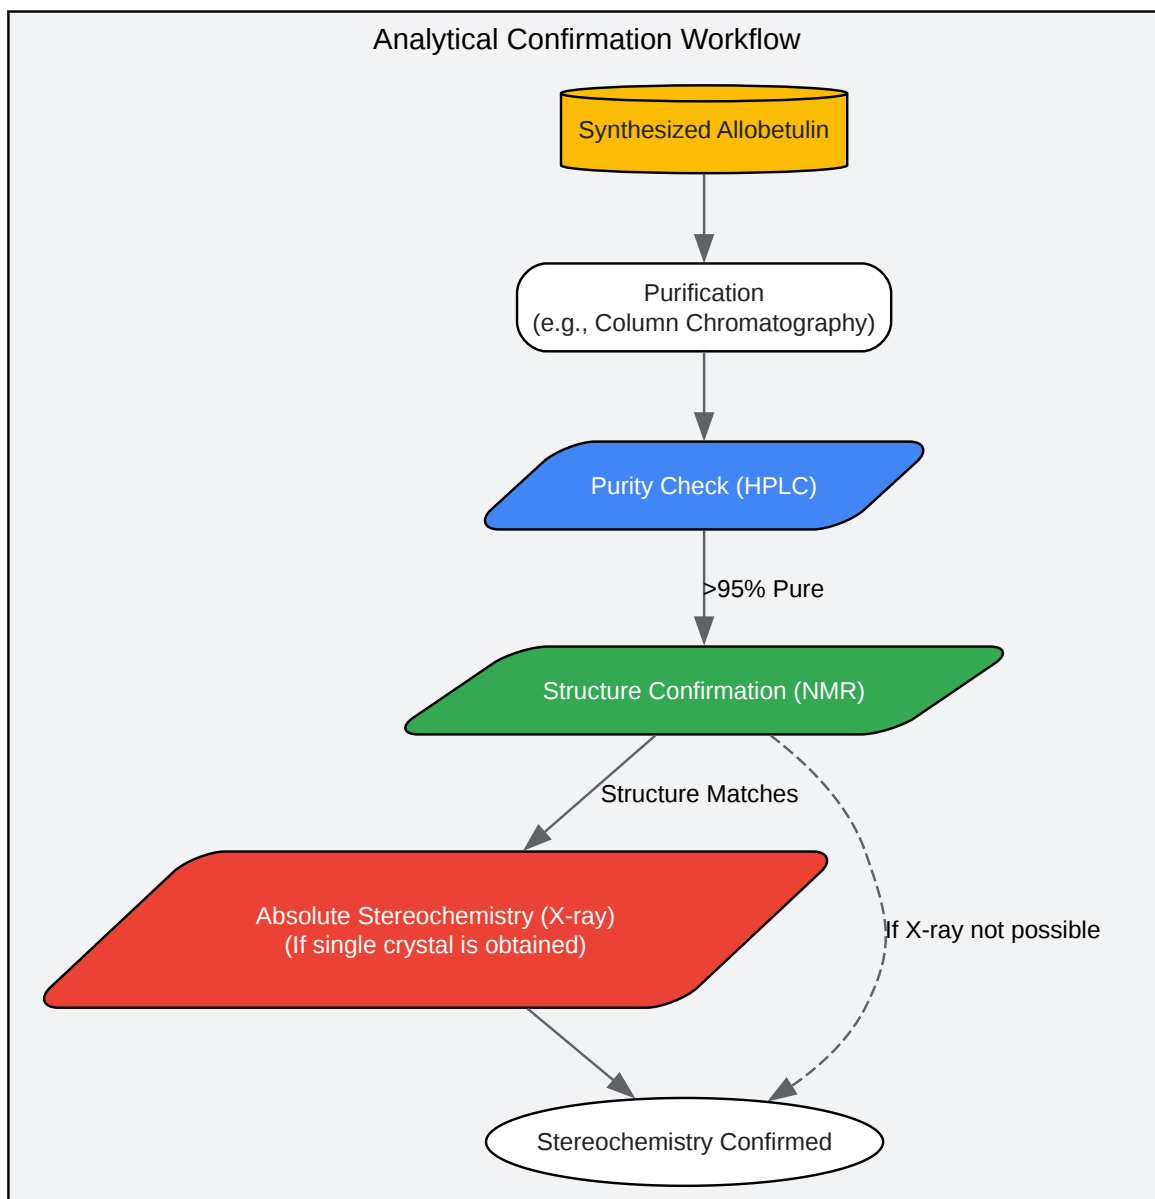 Analytical Confirmation Workflow
Synthesized Allobetulin
Purification
(e.g., Column Chromatography)
Purity Check (HPLC)
>95% Pure
Structure Confirmation (NMR)
Structure Matches
Absolute Stereochemistry (X-ray)
(If single crystal is obtained)
If X-ray not possible
Stereochemistry Confirmed